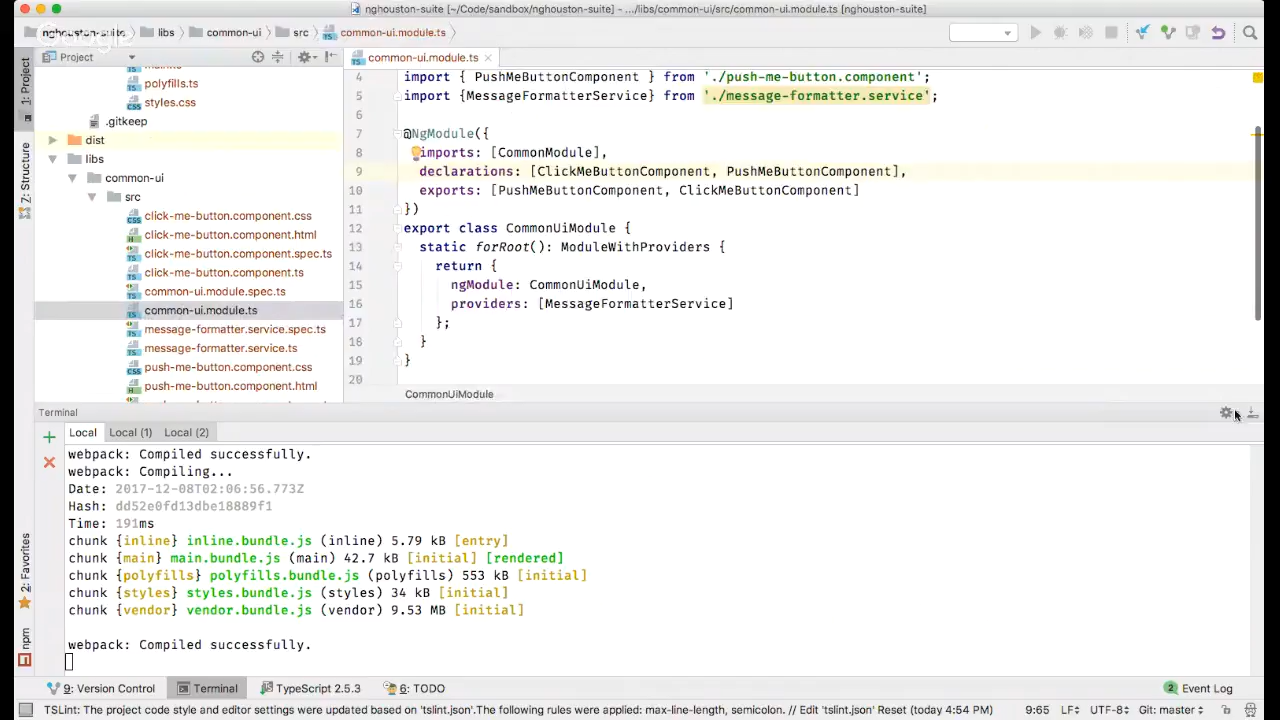 nghouston-suite [~/Code/sandbox/nghouston-suite] - .../libs/common-ui/src/common-ui.module.ts [nghouston-suite]
nghouston-suite libs common-ui src common-ui.module.ts
Google
Project
common-ui.module.ts
1: Project
Z: Structure
2: Favorites
npm
main.ts
polyfills.ts
styles.css
.gitkeep
dist
libs
common-ui
src
click-me-button.component.css
click-me-button.component.html
click-me-button.component.spec.ts
click-me-button.component.ts
common-ui.module.spec.ts
common-ui.module.ts
message-formatter.service.spec.ts
message-formatter.service.ts
push-me-button.component.css
push-me-button.component.html
4 import { PushMeButtonComponent } from './push-me-button.component';
5 import {MessageFormatterService} from './message-formatter.service';
6
7 @NgModule({
8 imports: [CommonModule],
9 declarations: [ClickMeButtonComponent, PushMeButtonComponent],
10 exports: [PushMeButtonComponent, ClickMeButtonComponent]
11 })
12 export class CommonUiModule {
13 static forRoot(): ModuleWithProviders {
14 return {
15 ngModule: CommonUiModule,
16 providers: [MessageFormatterService]
17 };
18 }
19 }
20
CommonUiModule
Terminal
Local Local (1) Local (2)
webpack: Compiled successfully.
webpack: Compiling...
Date: 2017-12-08T02:06:56.773Z
Hash: dd52e0fd13dbe18889f1
Time: 191ms
chunk {inline} inline.bundle.js (inline) 5.79 kB [entry]
chunk {main} main.bundle.js (main) 42.7 kB [initial] [rendered]
chunk {polyfills} polyfills.bundle.js (polyfills) 553 kB [initial]
chunk {styles} styles.bundle.js (styles) 34 kB [initial]
chunk {vendor} vendor.bundle.js (vendor) 9.53 MB [initial]
webpack: Compiled successfully.
9: Version Control Terminal TypeScript 2.5.3 6: TODO 2 Event Log
TSLint: The project code style and editor settings were updated based on 'tslint.json'.The following rules were applied: max-line-length, semicolon. // Edit 'tslint.json' Reset (today 4:54 PM) 9:65 LF÷ UTF-8÷ Git: master÷